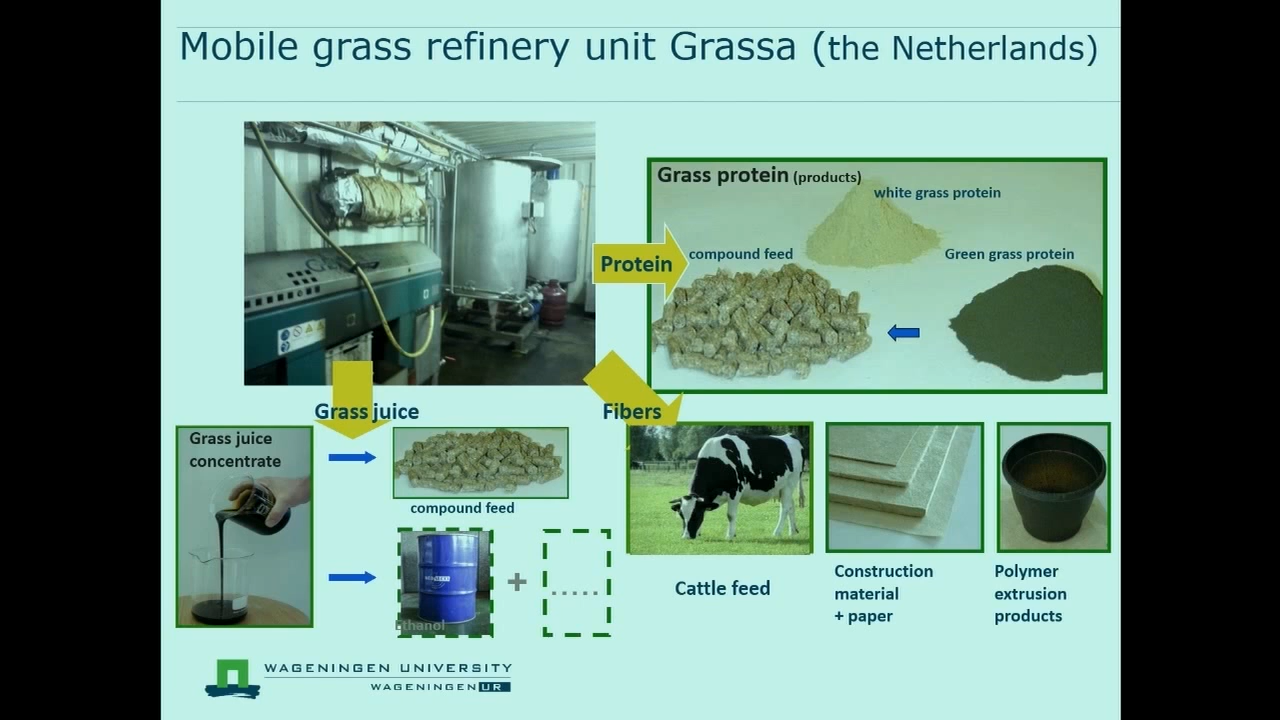 Mobile grass refinery unit Grassa (the Netherlands)
Grass protein (products)
white grass protein
compound feed
Green grass protein
Protein
Grass juice
Fibers
Grass juice
concentrate
compound feed
Ethanol
+
.....
Cattle feed
Construction
material
+ paper
Polymer
extrusion
products
WAGENINGEN UNIVERSITY
WAGENINGEN UR